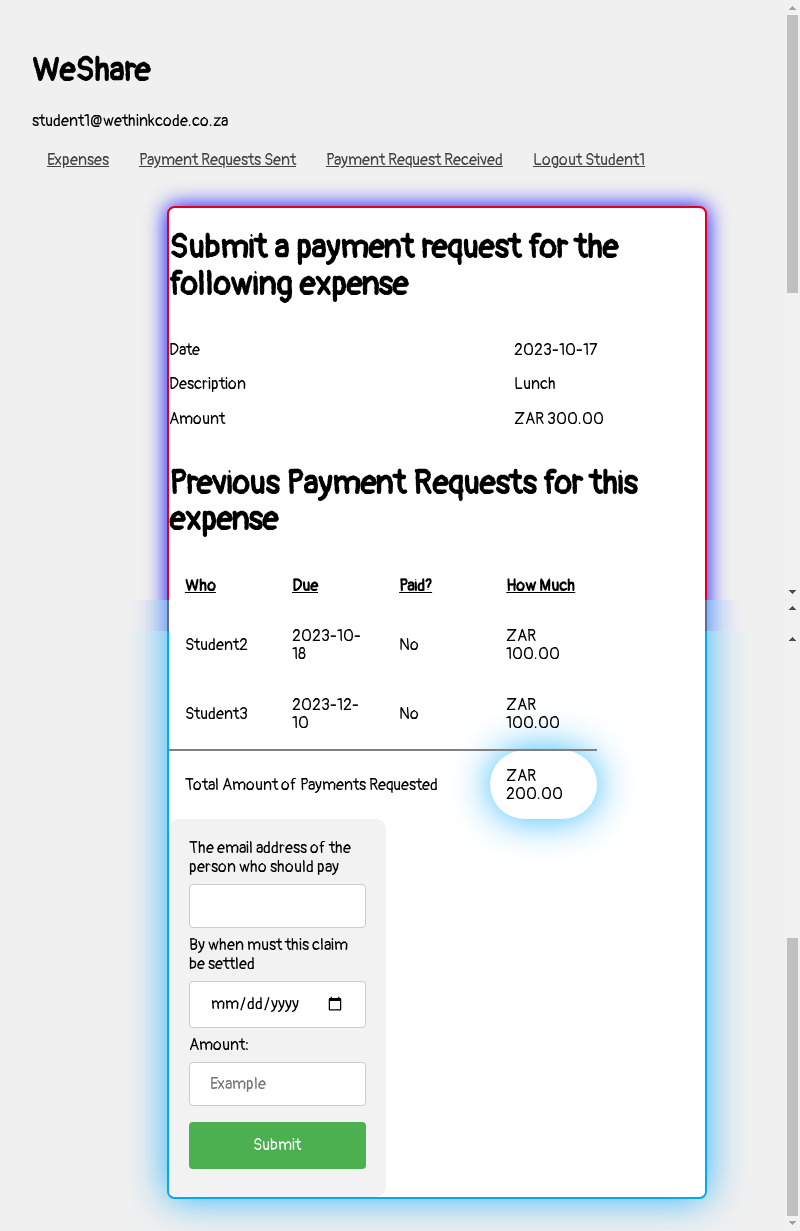 WeShare
student1@wethinkcode.co.za
Expenses Payment Requests Sent Payment Request Received Logout Student1
Submit a payment request for the
following expense
Date 2023-10-17
Description Lunch
Amount ZAR 300.00
Previous Payment Requests for this
expense
Who Due Paid? How Much
Student2 2023-10-18 No ZAR 100.00
Student3 2023-12-10 No ZAR 100.00
Total Amount of Payments Requested ZAR 200.00
The email address of the
person who should pay
By when must this claim
be settled
mm/dd/yyyy
Amount:
Example
Submit